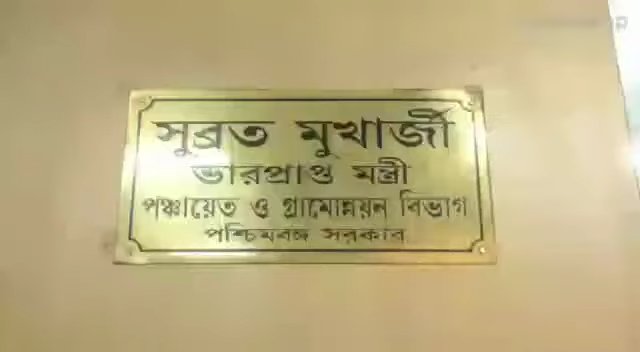 সুব্রত মুখার্জী
ভারপ্রাপ্ত মন্ত্রী
পঞ্চায়েত ও গ্রামোন্নয়ন বিভাগ
পশ্চিমবঙ্গ সরকার